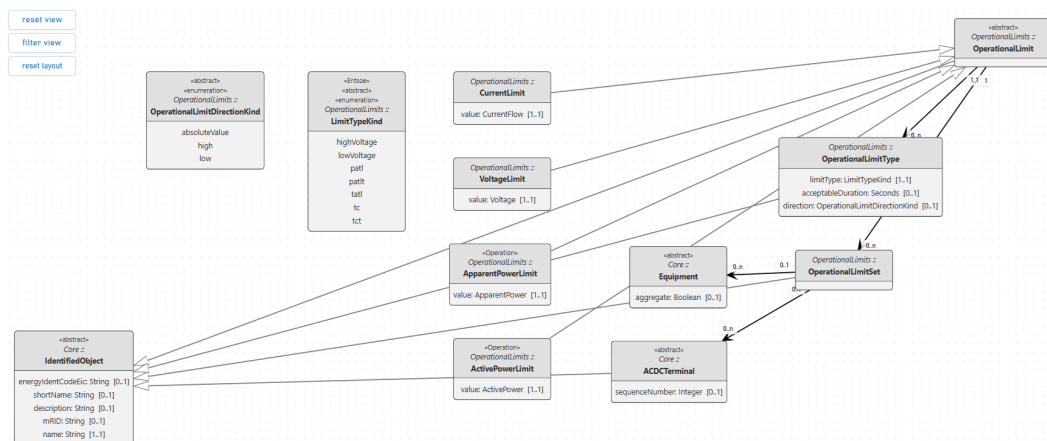 reset view
filter view
reset layout
«abstract»
OperationalLimits ::
OperationalLimit
«abstract»
«enumeration»
OperationalLimits ::
OperationalLimitDirectionKind
absoluteValue
high
low
«Entsoe»
«abstract»
«enumeration»
OperationalLimits ::
LimitTypeKind
highVoltage
lowVoltage
patl
patlt
tatl
tc
tct
OperationalLimits ::
CurrentLimit
value: CurrentFlow [1..1]
1..1 1
0..n
OperationalLimits ::
OperationalLimitType
limitType: LimitTypeKind [1..1]
acceptableDuration: Seconds [0..1]
direction: OperationalLimitDirectionKind [0..1]
OperationalLimits ::
VoltageLimit
value: Voltage [1..1]
0..n
«Operation»
OperationalLimits ::
ApparentPowerLimit
value: ApparentPower [1..1]
«abstract»
Core ::
Equipment
aggregate: Boolean [0..1]
0..n
0..1
OperationalLimits ::
OperationalLimitSet
0..n
«abstract»
Core ::
IdentifiedObject
energyIdentCodeEic: String [0..1]
shortName: String [0..1]
description: String [0..1]
mRID: String [0..1]
name: String [1..1]
«Operation»
OperationalLimits ::
ActivePowerLimit
value: ActivePower [1..1]
«abstract»
Core ::
ACDCTerminal
sequenceNumber: Integer [0..1]